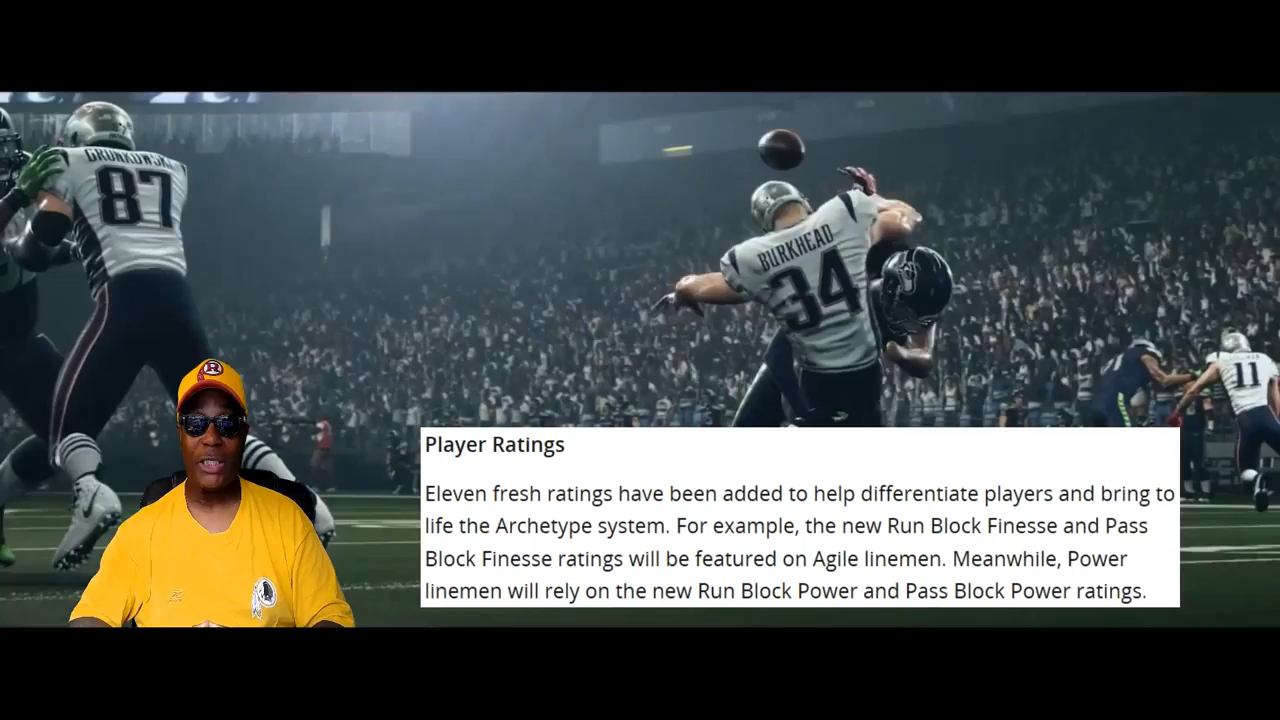 GRONKOWSKI
87
BURKHEAD
34
11
R
Player Ratings
Eleven fresh ratings have been added to help differentiate players and bring to
life the Archetype system. For example, the new Run Block Finesse and Pass
Block Finesse ratings will be featured on Agile linemen. Meanwhile, Power
linemen will rely on the new Run Block Power and Pass Block Power ratings.